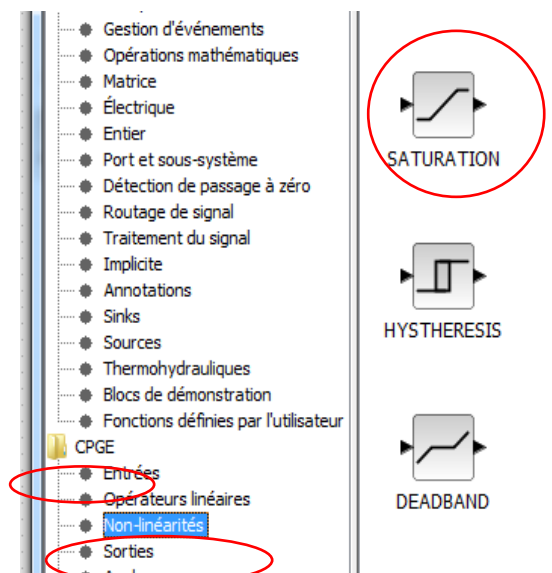 Gestion d'événements
Opérations mathématiques
Matrice
Électrique
Entier
Port et sous-système
Détection de passage à zéro
Routage de signal
Traitement du signal
Implicite
Annotations
Sinks
Sources
Thermohydrauliques
Blocs de démonstration
Fonctions définies par l'utilisateur
CPGE
Entrées
Opérateurs linéaires
Non-linéarités
Sorties
SATURATION
HYSTHERESIS
DEADBAND